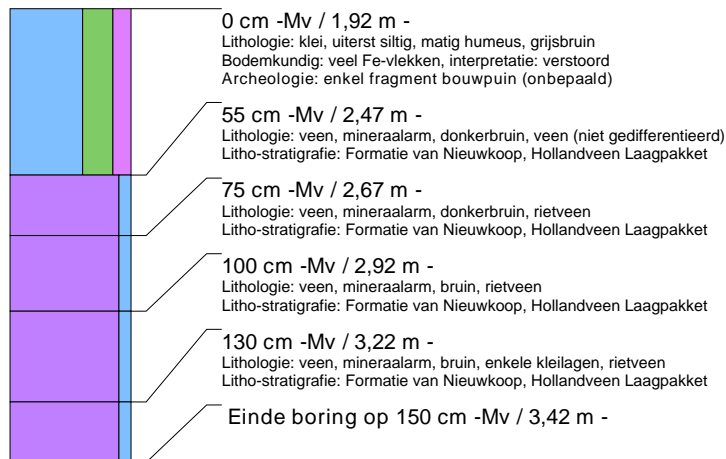 0 cm -Mv / 1,92 m -
Lithologie: klei, uiterst siltig, matig humeus, grijsbruin
Bodemkundig: veel Fe-vlekken, interpretatie: verstoord
Archeologie: enkel fragment bouwpuin (onbepaald)
55 cm -Mv / 2,47 m -
Lithologie: veen, mineraalarm, donkerbruin, veen (niet gedifferentieerd)
Litho-stratigrafie: Formatie van Nieuwkoop, Hollandveen Laagpakket
75 cm -Mv / 2,67 m -
Lithologie: veen, mineraalarm, donkerbruin, rietveen
Litho-stratigrafie: Formatie van Nieuwkoop, Hollandveen Laagpakket
100 cm -Mv / 2,92 m -
Lithologie: veen, mineraalarm, bruin, rietveen
Litho-stratigrafie: Formatie van Nieuwkoop, Hollandveen Laagpakket
130 cm -Mv / 3,22 m -
Lithologie: veen, mineraalarm, bruin, enkele kleilagen, rietveen
Litho-stratigrafie: Formatie van Nieuwkoop, Hollandveen Laagpakket
Einde boring op 150 cm -Mv / 3,42 m -